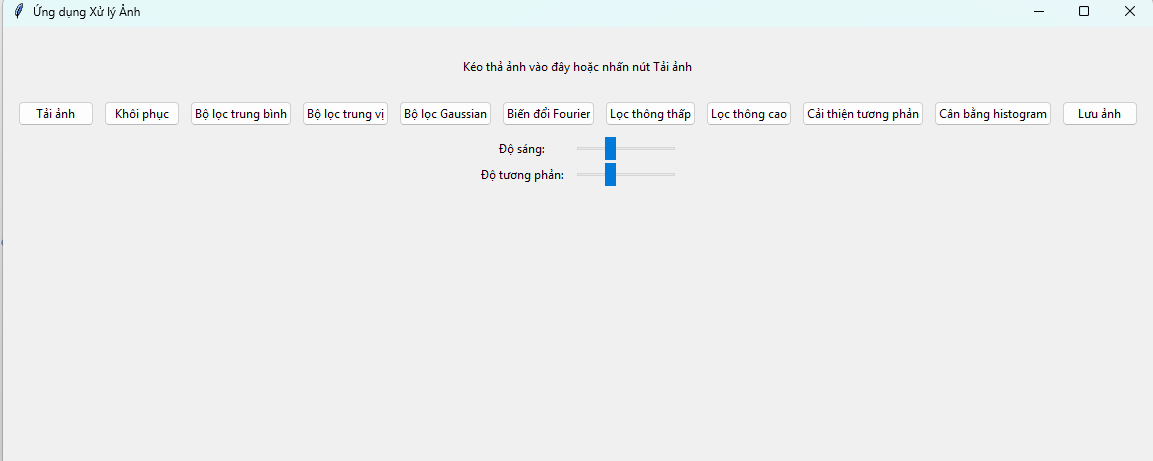 Ứng dụng Xử lý Ảnh
Kéo thả ảnh vào đây hoặc nhấn nút Tải ảnh
Tải ảnh Khôi phục Bộ lọc trung bình Bộ lọc trung vị Bộ lọc Gaussian Biến đổi Fourier Lọc thông thấp Lọc thông cao Cải thiện tương phản Cân bằng histogram Lưu ảnh
Độ sáng:
Độ tương phản: